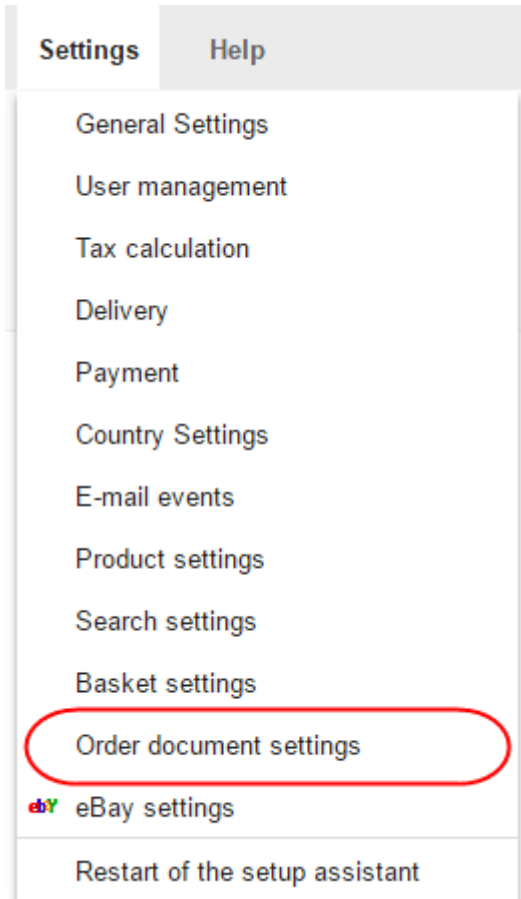 Settings Help
General Settings
User management
Tax calculation
Delivery
Payment
Country Settings
E-mail events
Product settings
Search settings
Basket settings
Order document settings
ebY eBay settings
Restart of the setup assistant